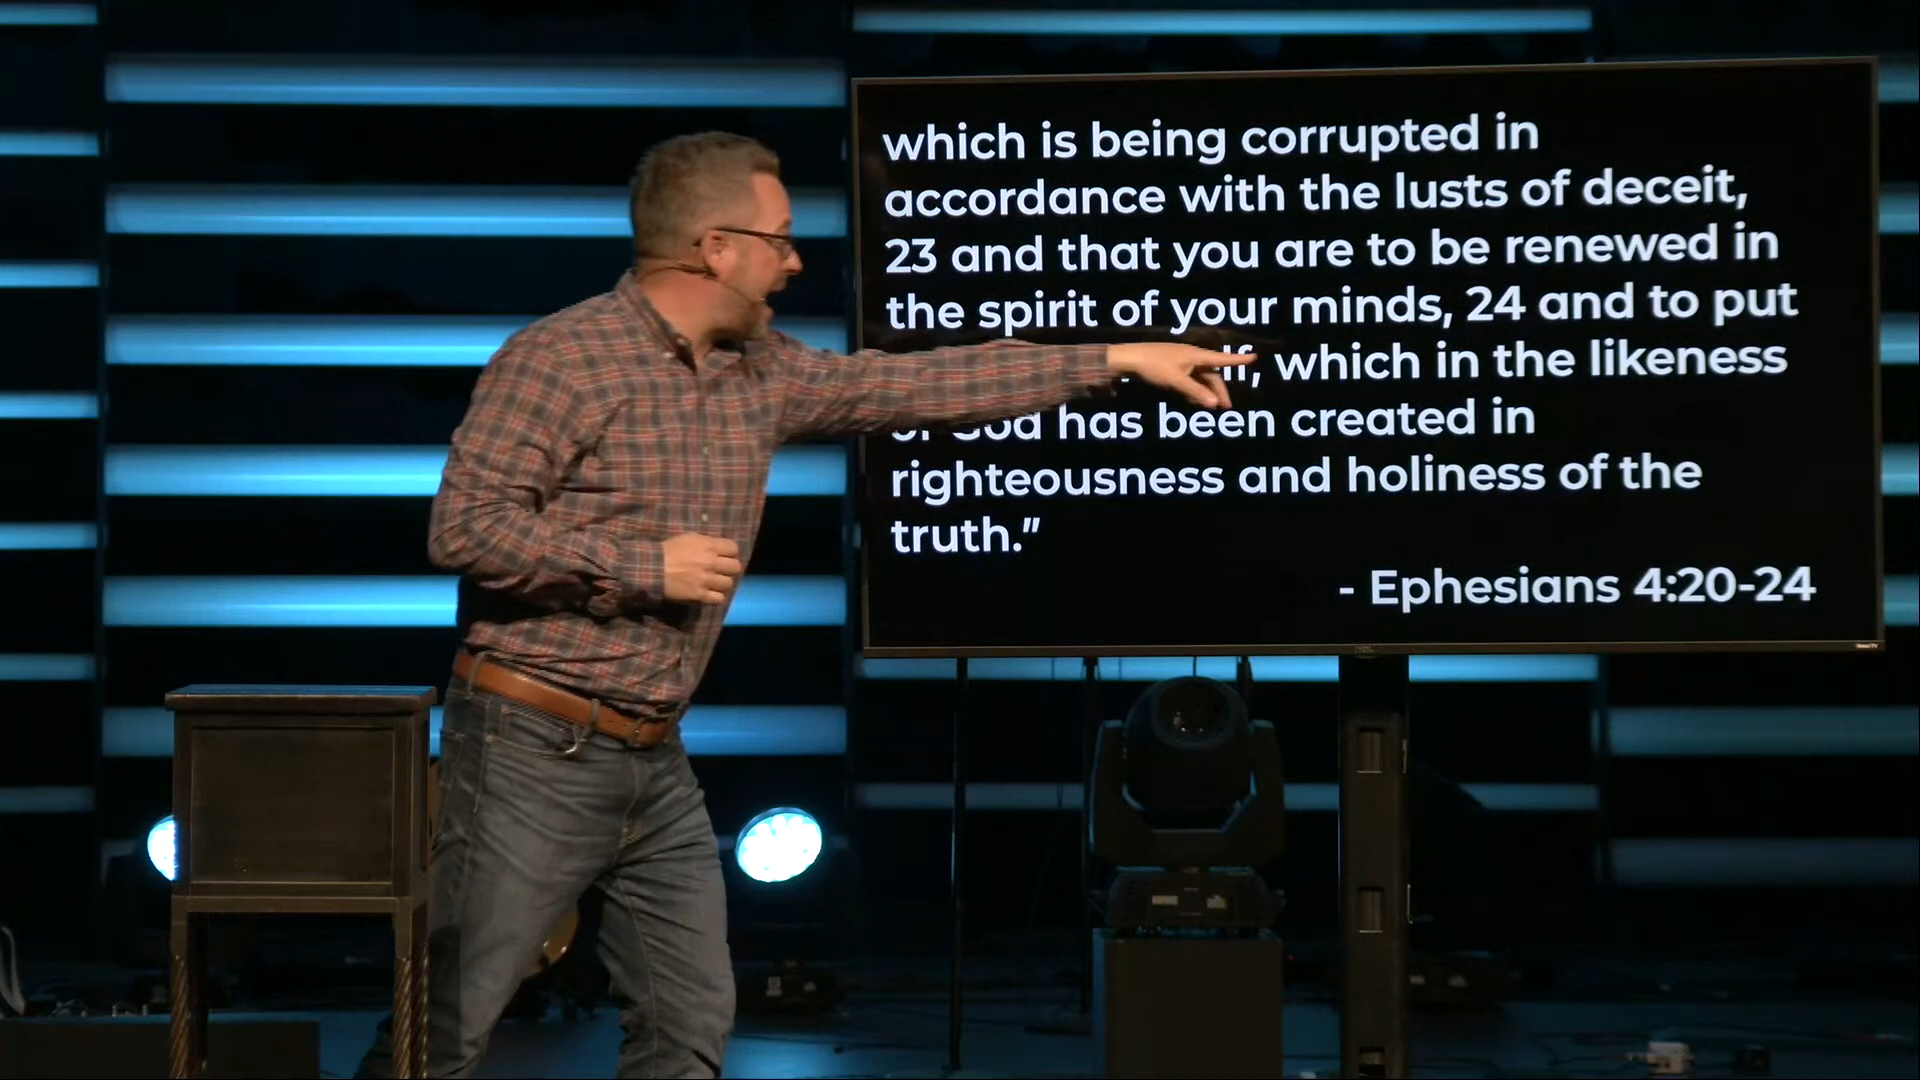 which is being corrupted in
accordance with the lusts of deceit,
23 and that you are to be renewed in
the spirit of your minds, 24 and to put
which in the likeness
God has been created in
righteousness and holiness of the
truth.”
- Ephesians 4:20-24